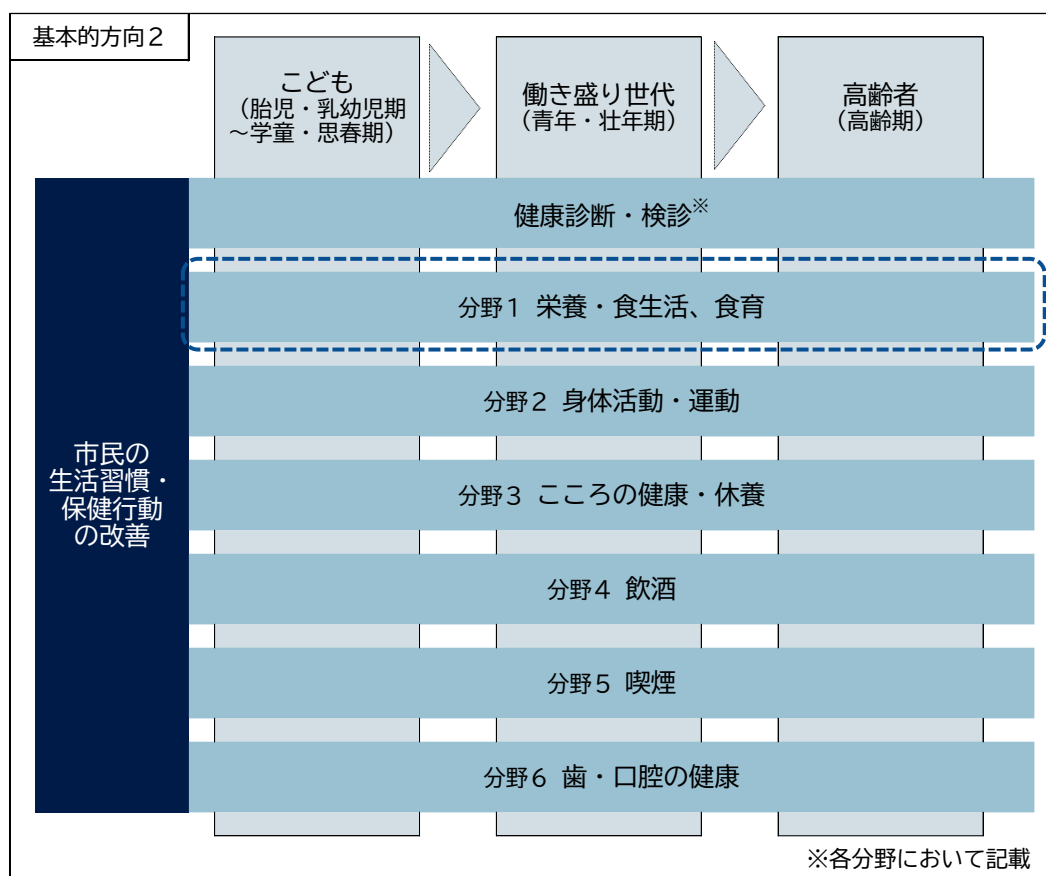 基本的方向２
こども
（胎児・乳幼児期
～学童・思春期）
働き盛り世代
（青年・壮年期）
高齢者
（高齢期）
市民の
生活習慣・
保健行動
の改善
健康診断・検診※
分野１ 栄養・食生活、食育
分野２ 身体活動・運動
分野３ こころの健康・休養
分野４ 飲酒
分野５ 喫煙
分野６ 歯・口腔の健康
※各分野において記載